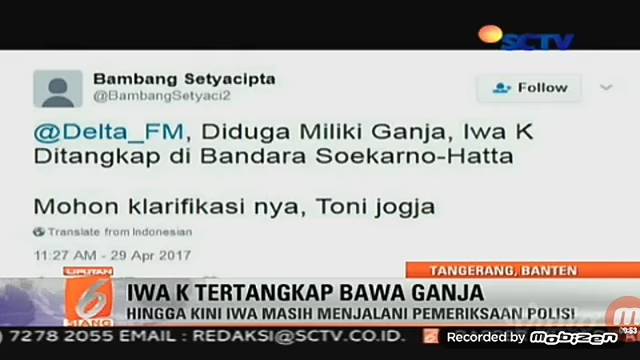 SCTV
Bambang Setyacipta
@BambangSetyaci2
Follow
@Delta_FM, Diduga Miliki Ganja, Iwa K
Ditangkap di Bandara Soekarno-Hatta
Mohon klarifikasi nya, Toni jogja
Translate from Indonesian
11:27 AM - 29 Apr 2017
TANGERANG, BANTEN
LIPUTAN
6
SIANG
IWA K TERTANGKAP BAWA GANJA
HINGGA KINI IWA MASIH MENJALANI PEMERIKSAAN POLISI
) 7278 2055 EMAIL : REDAKSI@SCTV.CO.ID.
Recorded by mobizen